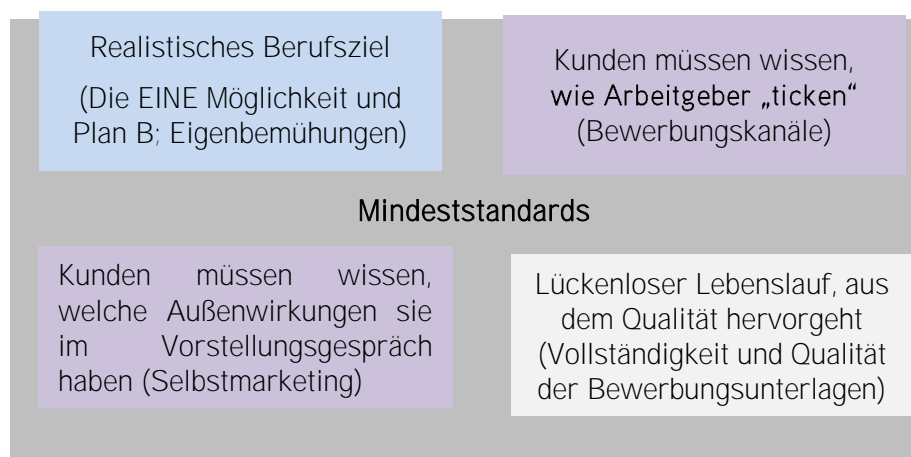 Realistisches Berufsziel
(Die EINE Möglichkeit und
Plan B; Eigenbemühungen)
Kunden müssen wissen,
wie Arbeitgeber „ticken“
(Bewerbungskanäle)
Mindeststandards
Kunden müssen wissen,
welche Außenwirkungen sie
im Vorstellungsgespräch
haben (Selbstmarketing)
Lückenloser Lebenslauf, aus
dem Qualität hervorgeht
(Vollständigkeit und Qualität
der Bewerbungsunterlagen)